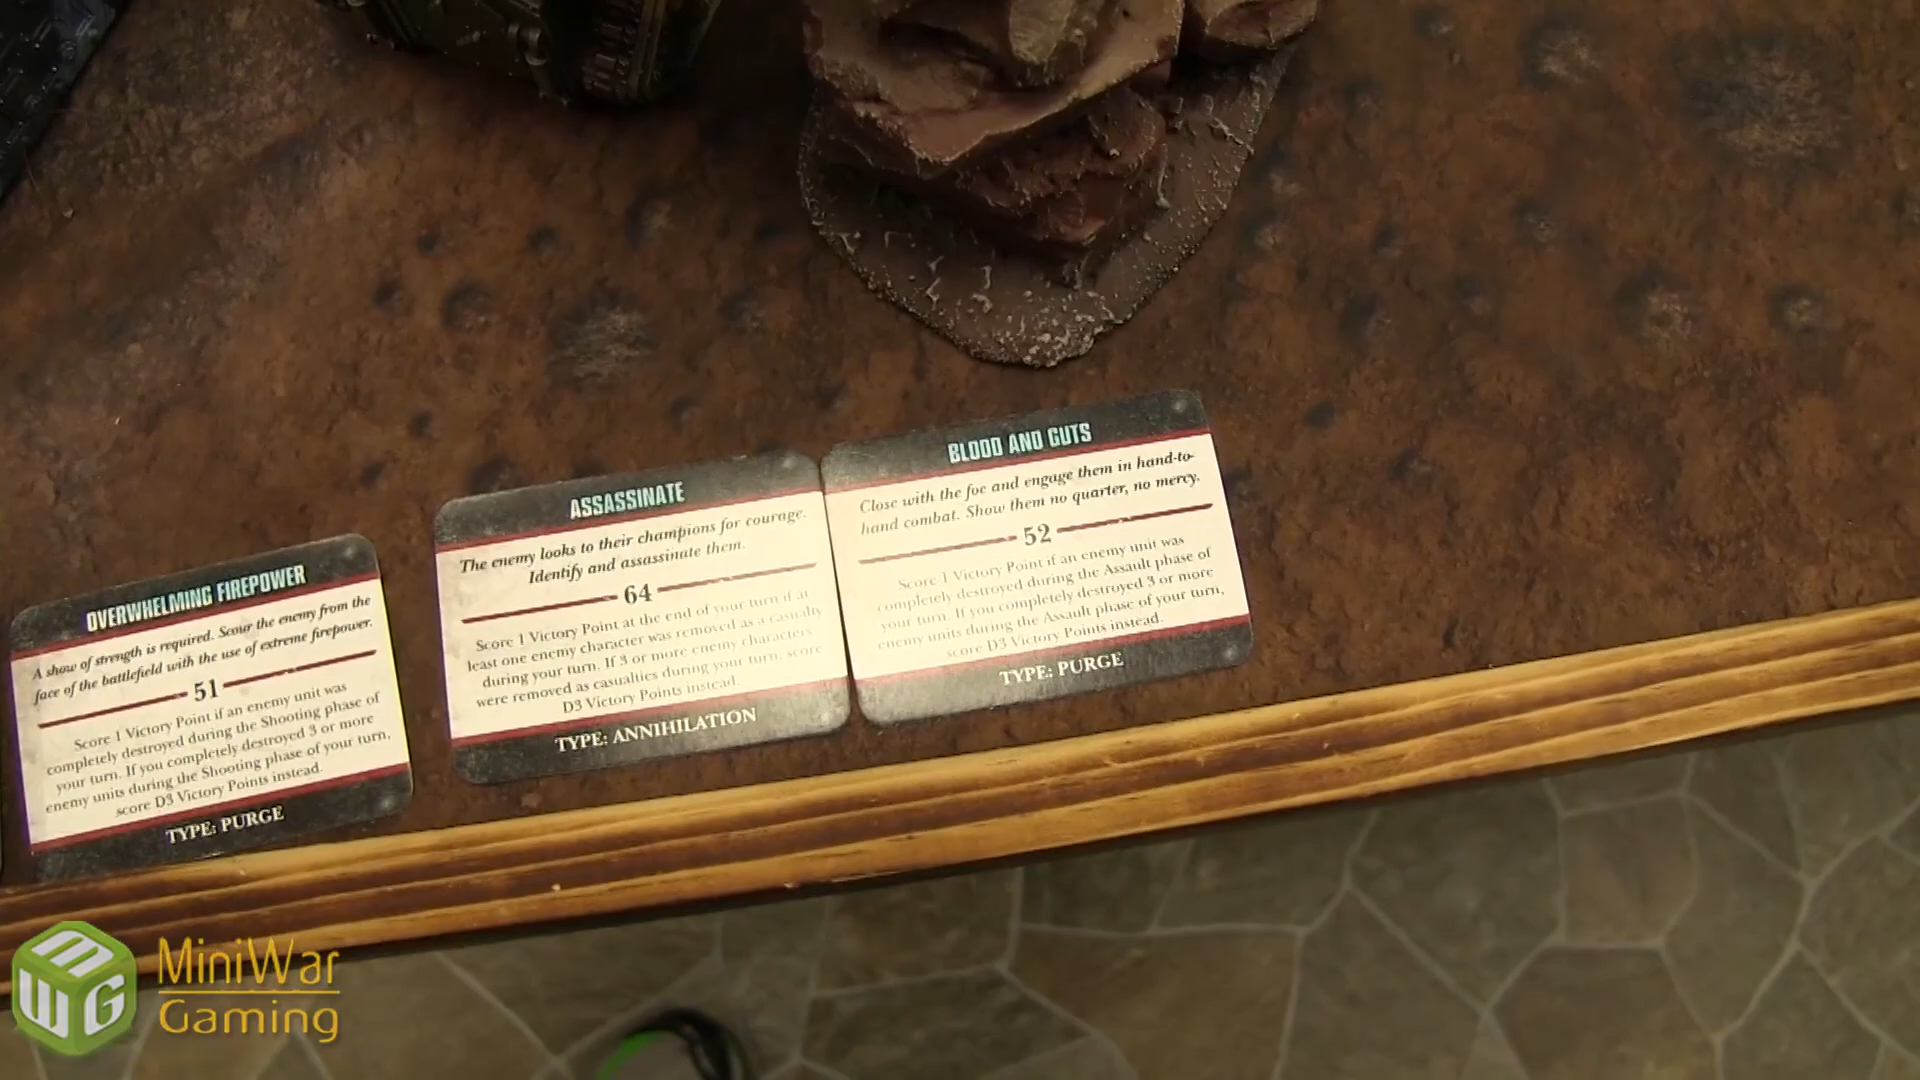 OVERWHELMING FIREPOWER
A show of strength is required. Scour the enemy from the
face of the battlefield with the use of extreme firepower.
51
Score 1 Victory Point if an enemy unit was
completely destroyed during the Shooting phase of
your turn. If you completely destroyed 3 or more
enemy units during the Shooting phase of your turn,
score D3 Victory Points instead.
TYPE: PURGE
ASSASSINATE
The enemy looks to their champions for courage.
Identify and assassinate them.
64
Score 1 Victory Point at the end of your turn if at
least one enemy character was removed as a casualty
during your turn. If 3 or more enemy characters
were removed as casualties during your turn, score
D3 Victory Points instead.
TYPE: ANNIHILATION
BLOOD AND GUTS
Close with the foe and engage them in hand-to-
hand combat. Show them no quarter, no mercy.
52
Score 1 Victory Point if an enemy unit was
completely destroyed during the Assault phase of
your turn. If you completely destroyed 3 or more
enemy units during the Assault phase of your turn,
score D3 Victory Points instead.
TYPE: PURGE
MWG
MiniWar
Gaming